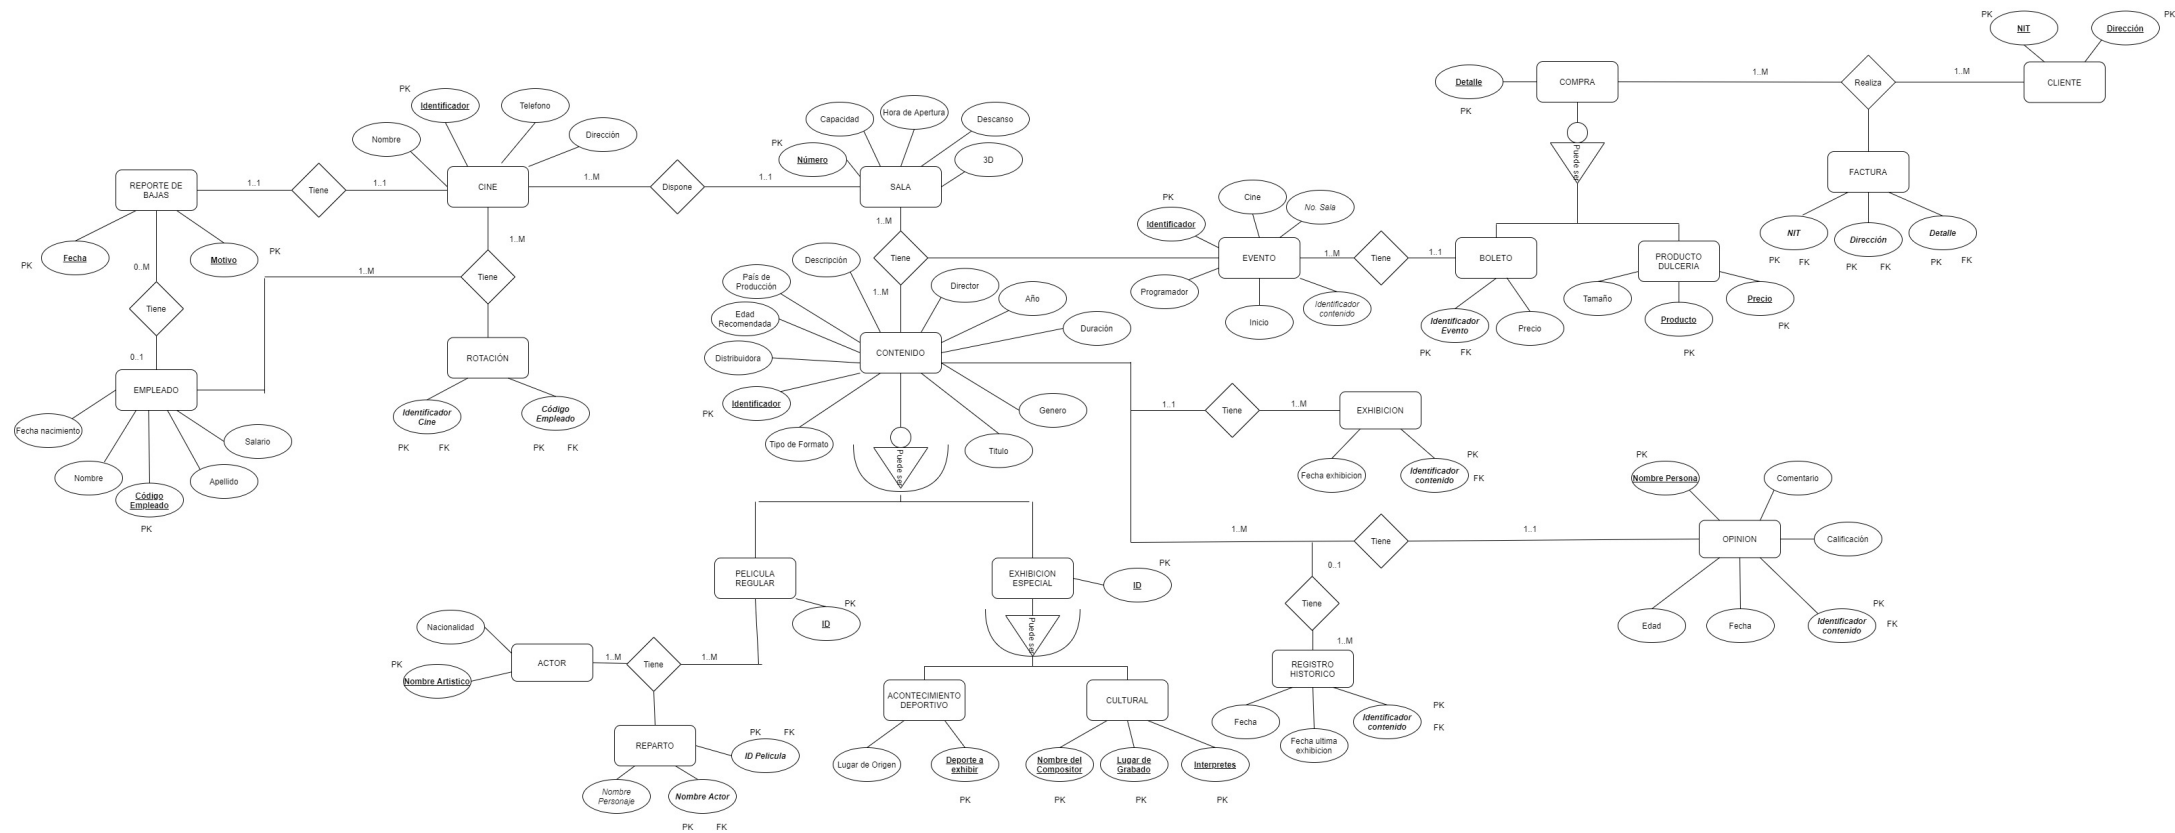 PK
NIT
Dirección
PK
COMPRA
1..M
Realiza
1..M
CLIENTE
Detalle
PK
PK
Identificador
Telefono
Dirección
Nombre
Capacidad
Hora de Apertura
Descanso
PK
Número
3D
Puede ser
REPORTE DE
BAJAS
1..1
Tiene
1..1
CINE
1..M
Dispone
1..1
SALA
FACTURA
NIT
Dirección
Detalle
PK
FK
PK
FK
PK
FK
PK
Fecha
Motivo
PK
0..M
1..M
Tiene
1..M
1..M
Tiene
1..M
PK
Identificador
Cine
No. Sala
EVENTO
1..M
Tiene
1..1
BOLETO
PRODUCTO
DULCERIA
Programador
Inicio
Identificador
contenido
Identificador
Evento
Precio
PK
FK
Tamaño
Producto
Precio
PK
PK
Descripción
País de
Producción
Director
Año
Edad
Recomendada
Duración
Distribuidora
CONTENIDO
Identificador
PK
Tipo de Formato
Genero
Titulo
Tiene
0..1
EMPLEADO
ROTACIÓN
Identificador
Cine
Código
Empleado
PK
FK
PK
FK
Fecha nacimiento
Salario
Nombre
Código
Empleado
Apellido
PK
Puede ser
1..1
Tiene
1..M
EXHIBICION
Fecha exhibicion
Identificador
contenido
PK
FK
PK
Nombre Persona
Comentario
1..M
Tiene
1..1
OPINION
Calificación
Edad
Fecha
Identificador
contenido
PK
FK
PELICULA
REGULAR
PK
ID
EXHIBICION
ESPECIAL
PK
ID
0..1
Tiene
1..M
REGISTRO
HISTORICO
Fecha
Fecha ultima
exhibicion
Identificador
contenido
PK
FK
Puede ser
Nacionalidad
PK
Nombre Artistico
ACTOR
1..M
Tiene
1..M
REPARTO
PK
FK
ID Pelicula
Nombre
Personaje
Nombre Actor
PK
FK
ACONTECIMIENTO
DEPORTIVO
CULTURAL
Lugar de Origen
Deporte a
exhibir
Nombre del
Compositor
Lugar de
Grabado
Interpretes
PK
PK
PK
PK